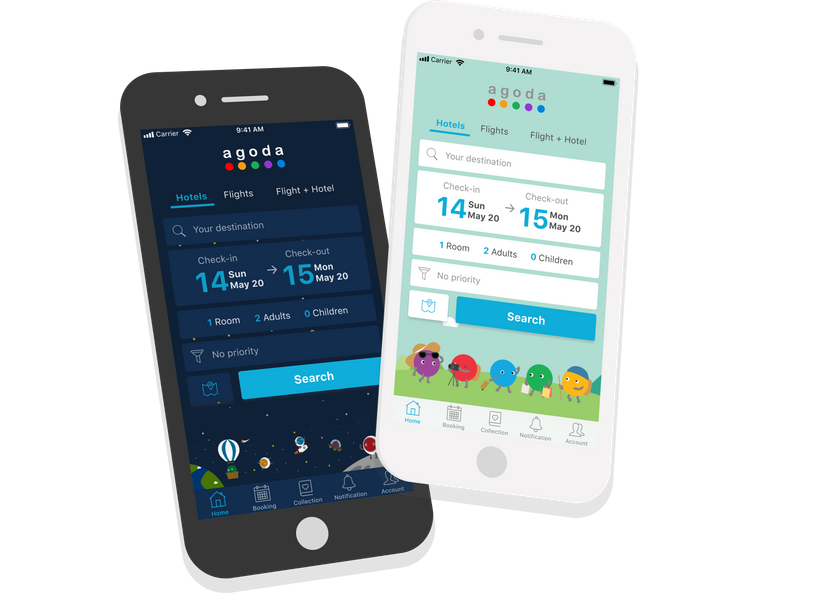 Carrier
9:41 AM
agoda
Hotels Flights Flight + Hotel
Your destination
Check-in Check-out
14 Sun May 20 15 Mon May 20
1 Room 2 Adults 0 Children
No priority
Search
Home Booking Collection Notification Account
Carrier
9:41 AM
agoda
Hotels Flights Flight + Hotel
Your destination
Check-in Check-out
14 Sun May 20 15 Mon May 20
1 Room 2 Adults 0 Children
No priority
Search
Home Booking Collection Notification Account